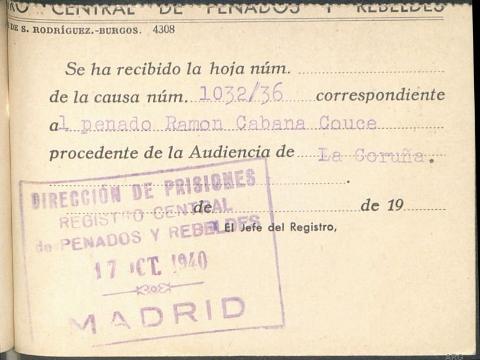 CENTRAL DE PENADOS Y REBELDES
DE S. RODRÍGUEZ.-BURGOS. 4308
Se ha recibido la hoja núm.
de la causa núm. 1032/36 correspondiente
al penado Ramon Cabana Couce
procedente de la Audiencia de La Coruña.
de de 19
El Jefe del Registro,
DIRECCIÓN DE PRISIONES
REGISTRO CENTRAL
de PENADOS Y REBELDES
17 OCT. 1940
MADRID